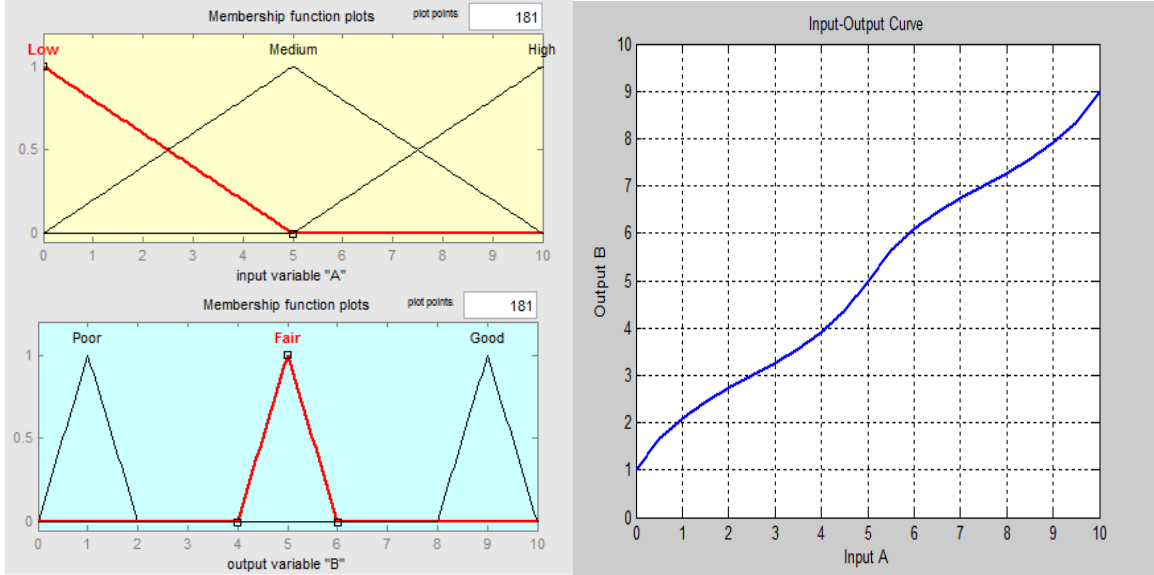 Membership function plots plot points: 181
Low Medium High
1
0.5
0
0 1 2 3 4 5 6 7 8 9 10
input variable "A"
Membership function plots plot points: 181
Poor Fair Good
1
0.5
0
0 1 2 3 4 5 6 7 8 9 10
output variable "B"
Input-Output Curve
10
9
8
7
6
5
4
3
2
1
0
Output B
0 1 2 3 4 5 6 7 8 9 10
Input A